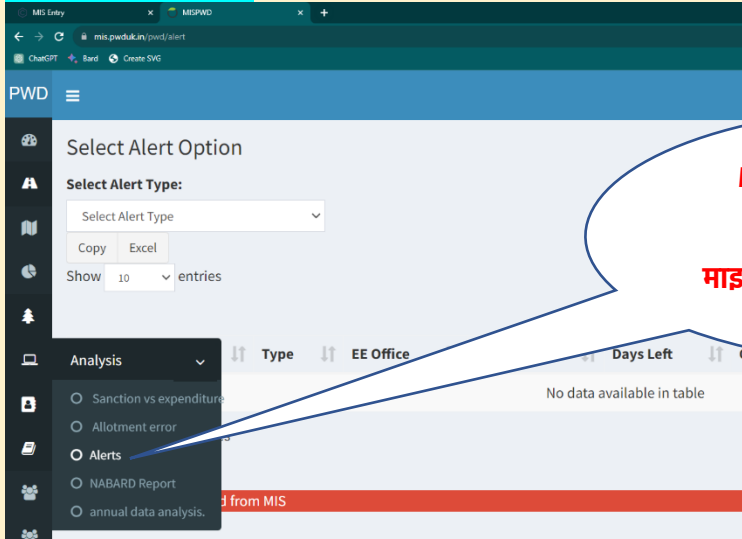 MIS Entry
MISPWD
mis.pwduk.in/pwd/alert
ChatGPT Bard Create SVG
PWD
Select Alert Option
Select Alert Type:
Select Alert Type
Copy Excel
Show 10 entries
Type EE Office Days Left
No data available in table
Analysis
Sanction vs expenditure
Allotment error
Alerts
NABARD Report
annual data analysis.
from MIS